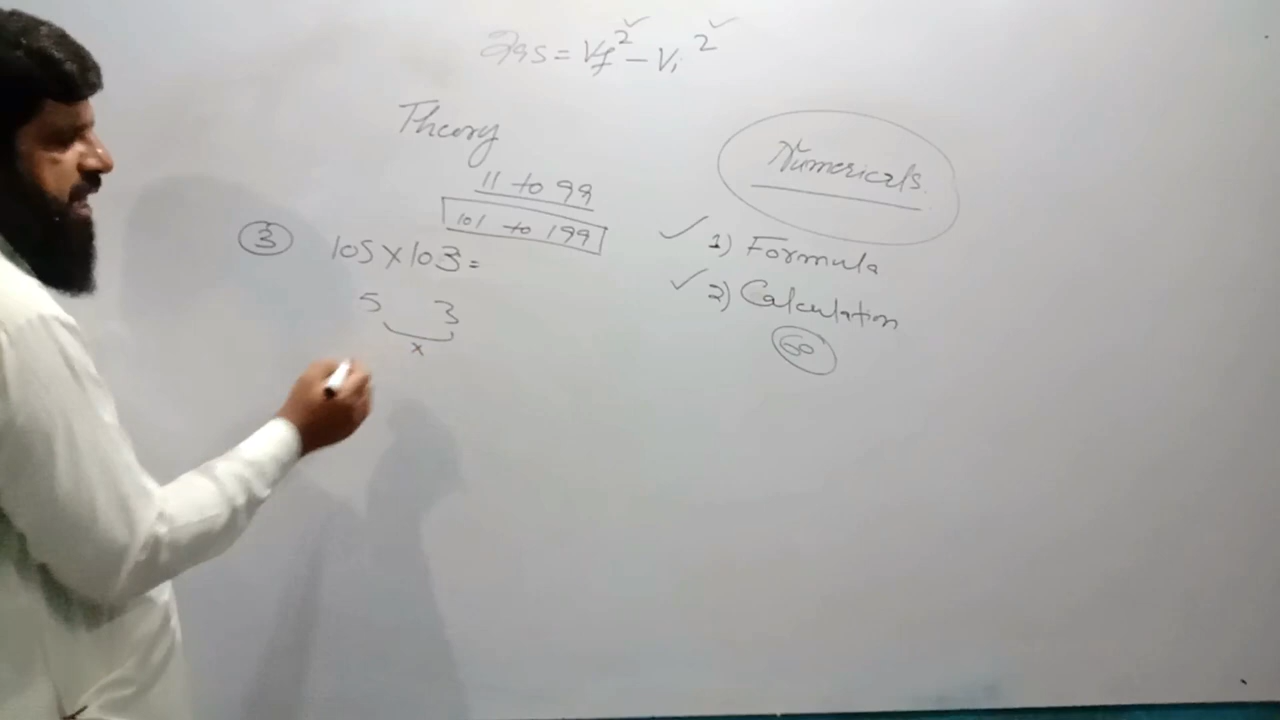 2as = Vf² - Vi²
Theory
11 to 99
101 to 199
3 105 x 103 =
5 3
x
Numericals
1) Formula
2) Calculation
60